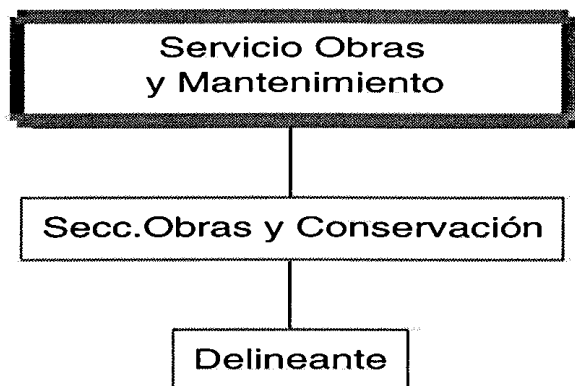 Servicio Obras
y Mantenimiento
Secc.Obras y Conservación
Delineante